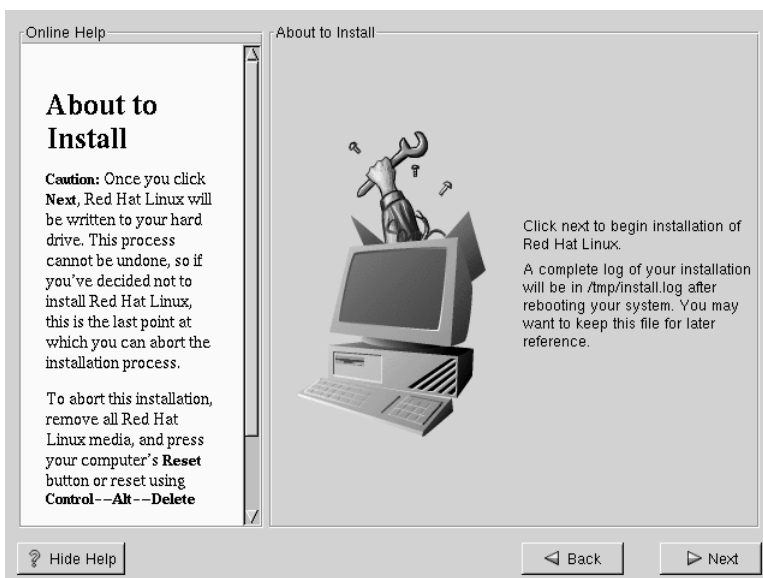 Online Help
About to
Install
Caution: Once you click
Next, Red Hat Linux will
be written to your hard
drive. This process
cannot be undone, so if
you've decided not to
install Red Hat Linux,
this is the last point at
which you can abort the
installation process.
To abort this installation,
remove all Red Hat
Linux media, and press
your computer's Reset
button or reset using
Control--Alt--Delete
About to Install
Click next to begin installation of
Red Hat Linux.
A complete log of your installation
will be in /tmp/install.log after
rebooting your system. You may
want to keep this file for later
reference.
? Hide Help
Back
Next